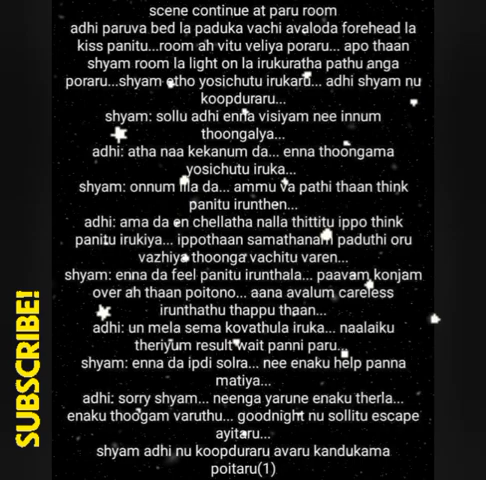 scene continue at paru room
adhi paruva bed la paduka vachi avaloda forehead la
kiss panitu...room ah vitu veliya poraru... apo thaan
shyam room la light on la irukuratha pathu anga
poraru...shyam etho yosichutu irukaru... adhi shyam nu
koopduraru...
shyam: sollu adhi enna visiyam nee innum
thoongalya...
adhi: atha naa kekanum da... enna thoongama
yosichutu iruka...
shyam: onnum illa da... ammu va pathi thaan think
panitu irunthen...
adhi: ama da en chellatha nalla thittitu ippo think
panitu irukiya... ippothaan samathanam paduthi oru
vazhiya thoonga vachitu varen...
shyam: enna da feel panitu irunthala... paavam konjam
over ah thaan poitono... aana avalum careless
irunthathu thappu thaan...
adhi: un mela sema kovathula iruka... naalaiku
theriyum result wait panni paru...
shyam: enna da ipdi solra... nee enaku help panna
matiya...
adhi: sorry shyam... neenga yarune enaku therla...
enaku thoogam varuthu... goodnight nu sollitu escape
ayitaru...
shyam adhi nu koopduraru avaru kandukama
poitaru(1)
SUBSCRIBE!